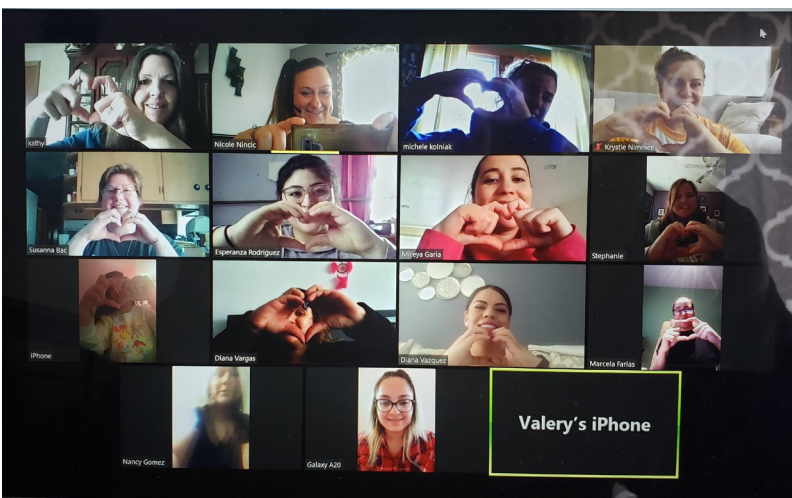 kathy
Nicole Nincic
michele kolniak
Krystle Nimmer
Susanna Bac
Esperanza Rodriguez
Mireya Garia
Stephanie
iPhone
Diana Vargas
Diana Vazquez
Marcela Farias
Nancy Gomez
Galaxy A20
Valery's iPhone